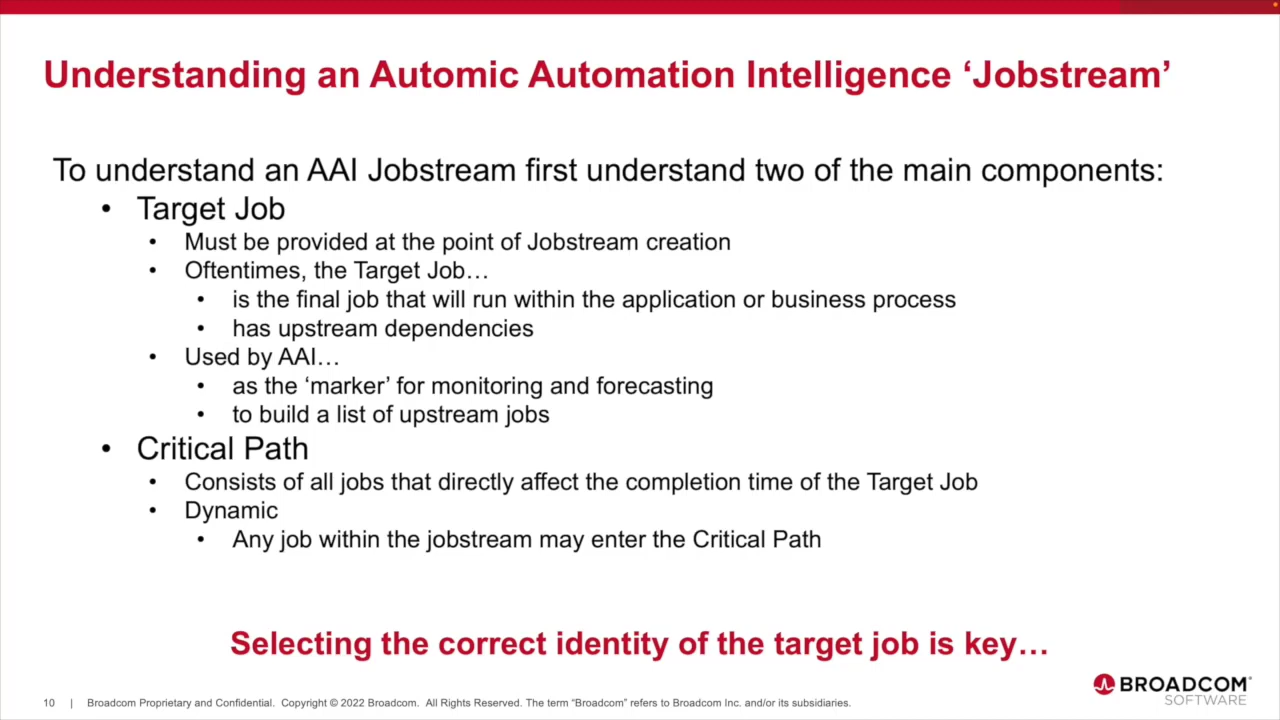 Understanding an Automic Automation Intelligence ‘Jobstream’
To understand an AAI Jobstream first understand two of the main components:
• Target Job
• Must be provided at the point of Jobstream creation
• Oftentimes, the Target Job…
• is the final job that will run within the application or business process
• has upstream dependencies
• Used by AAI…
• as the ‘marker’ for monitoring and forecasting
• to build a list of upstream jobs
• Critical Path
• Consists of all jobs that directly affect the completion time of the Target Job
• Dynamic
• Any job within the jobstream may enter the Critical Path
Selecting the correct identity of the target job is key…
BROADCOM®
SOFTWARE
10 | Broadcom Proprietary and Confidential. Copyright © 2022 Broadcom. All Rights Reserved. The term “Broadcom” refers to Broadcom Inc. and/or its subsidiaries.